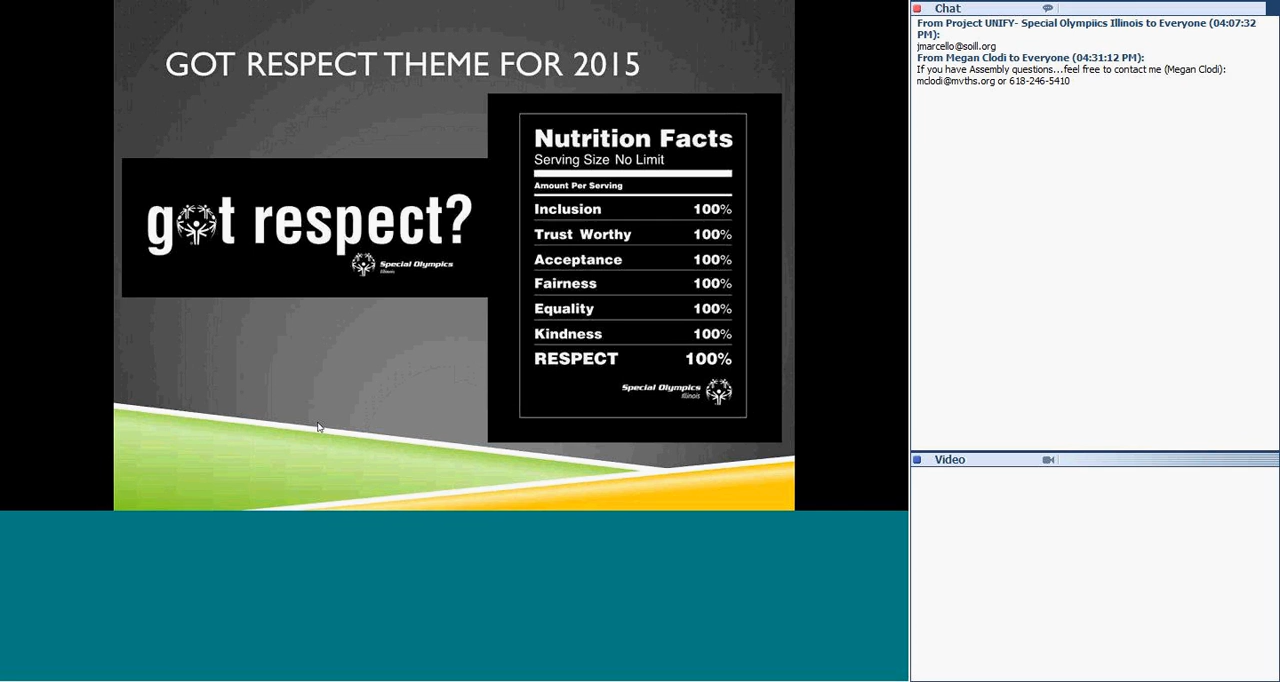 GOT RESPECT THEME FOR 2015
got respect?
Special Olympics
Illinois
Nutrition Facts
Serving Size No Limit
Amount Per Serving
Inclusion 100%
Trust Worthy 100%
Acceptance 100%
Fairness 100%
Equality 100%
Kindness 100%
RESPECT 100%
Special Olympics
Illinois
Chat
From Project UNIFY- Special Olympiics Illinois to Everyone (04:07:32
PM):
jmarcello@soill.org
From Megan Clodi to Everyone (04:31:12 PM):
If you have Assembly questions...feel free to contact me (Megan Clodi):
mclodi@mvths.org or 618-246-5410
Video